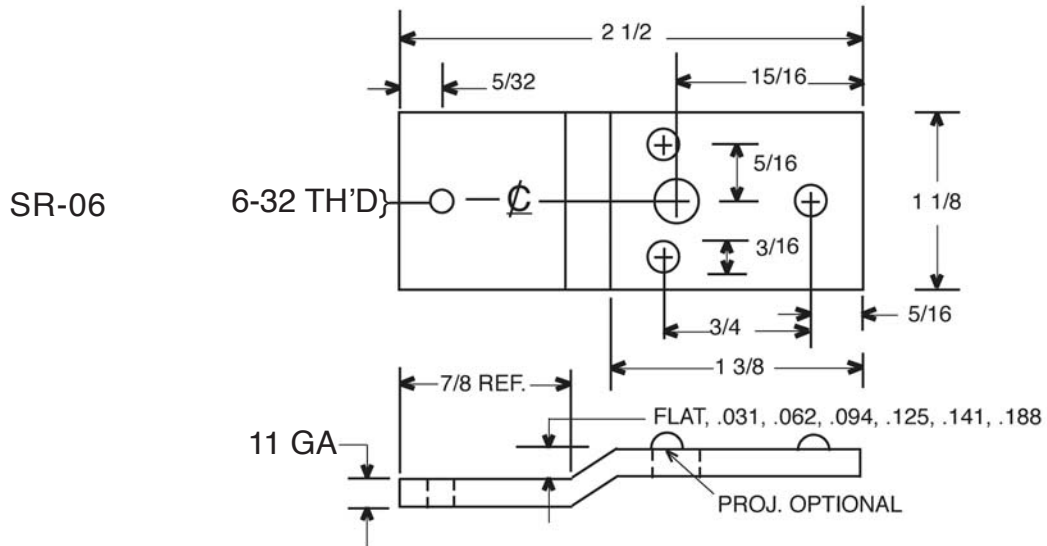 2 1/2
5/32
15/16
SR-06
6-32 TH'D}
℄
5/16
1 1/8
3/16
5/16
3/4
1 3/8
7/8 REF.
FLAT, .031, .062, .094, .125, .141, .188
11 GA
PROJ. OPTIONAL